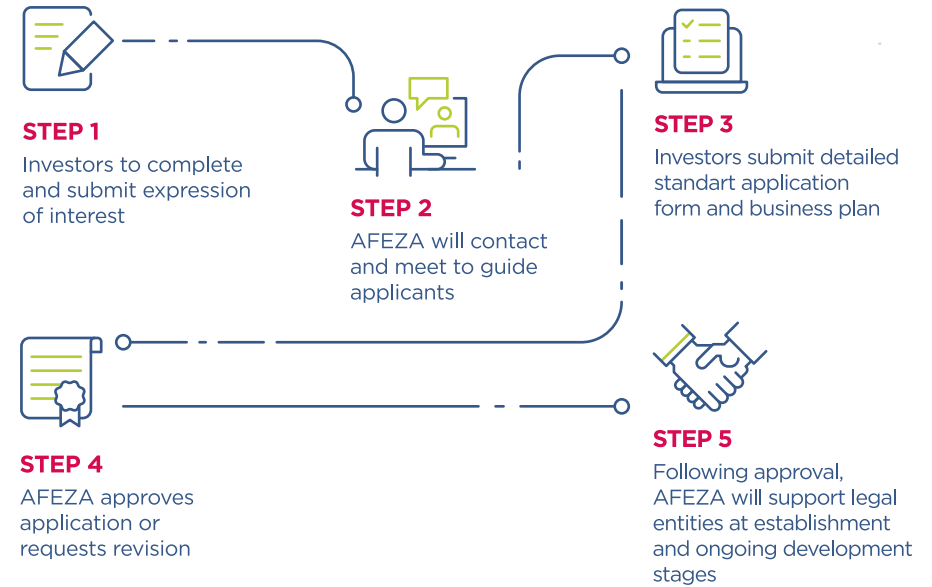 STEP 1
Investors to complete
and submit expression
of interest
STEP 2
AFEZA will contact
and meet to guide
applicants
STEP 3
Investors submit detailed
standart application
form and business plan
STEP 4
AFEZA approves
application or
requests revision
STEP 5
Following approval,
AFEZA will support legal
entities at establishment
and ongoing development
stages